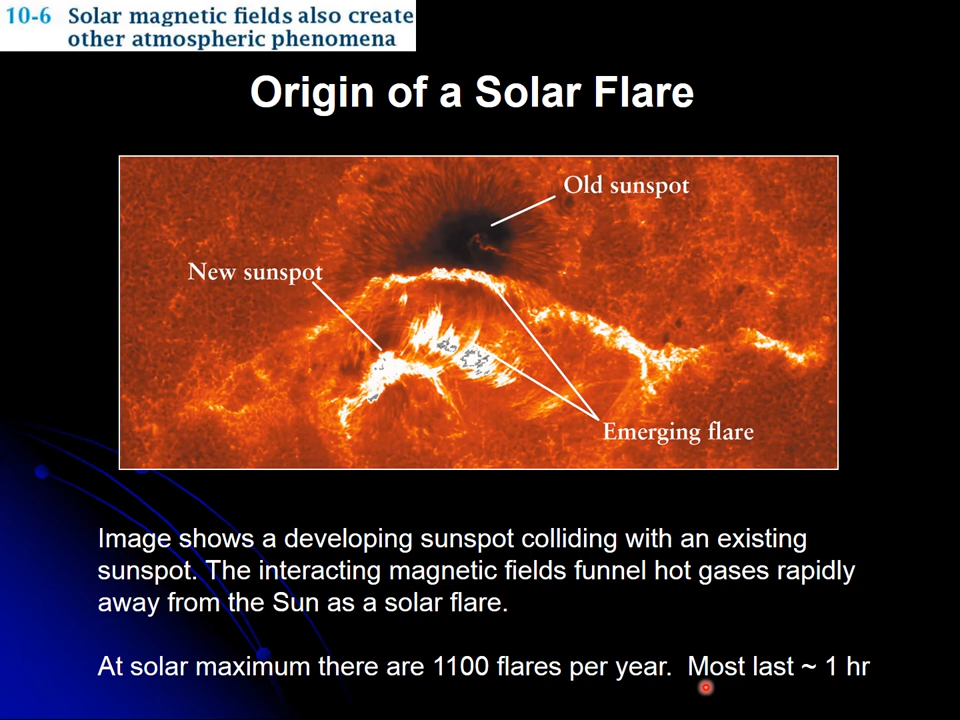 10-6 Solar magnetic fields also create
other atmospheric phenomena
Origin of a Solar Flare
Old sunspot
New sunspot
Emerging flare
Image shows a developing sunspot colliding with an existing
sunspot. The interacting magnetic fields funnel hot gases rapidly
away from the Sun as a solar flare.
At solar maximum there are 1100 flares per year. Most last ~ 1 hr